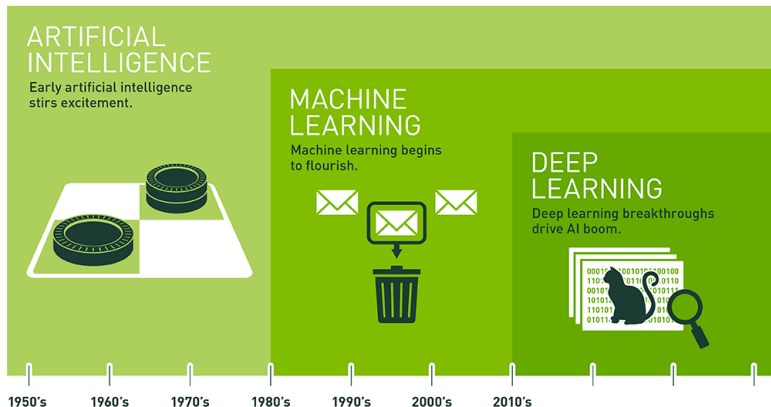 ARTIFICIAL
INTELLIGENCE
Early artificial intelligence
stirs excitement.
MACHINE
LEARNING
Machine learning begins
to flourish.
DEEP
LEARNING
Deep learning breakthroughs
drive AI boom.
1950's 1960's 1970's 1980's 1990's 2000's 2010's